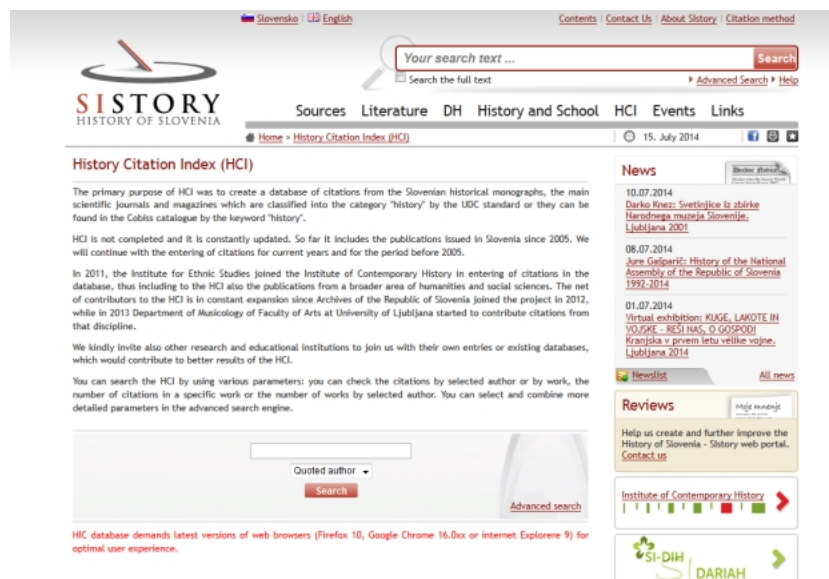 Slovensko | English
Contents | Contact Us | About SIstory | Citation method
Your search text ...
Search
Search the full text
Advanced Search Help
SISTORY
HISTORY OF SLOVENIA
Sources Literature DH History and School HCI Events Links
Home » History Citation Index (HCI)
15. July 2014
History Citation Index (HCI)
The primary purpose of HCI was to create a database of citations from the Slovenian historical monographs, the main
scientific journals and magazines which are classified into the category "history" by the UDC standard or they can be
found in the Cobiss catalogue by the keyword "history".
HCI is not completed and it is constantly updated. So far it includes the publications issued in Slovenia since 2005. We
will continue with the entering of citations for current years and for the period before 2005.
In 2011, the Institute for Ethnic Studies joined the Institute of Contemporary History in entering of citations in the
database, thus including to the HCI also the publications from a broader area of humanities and social sciences. The net
of contributors to the HCI is in constant expansion since Archives of the Republic of Slovenia joined the project in 2012,
while in 2013 Department of Musicology of Faculty of Arts at University of Ljubljana started to contribute citations from
that discipline.
We kindly invite also other research and educational institutions to join us with their own entries or existing databases,
which would contribute to better results of the HCI.
You can search the HCI by using various parameters: you can check the citations by selected author or by work, the
number of citations in a specific work or the number of works by selected author. You can select and combine more
detailed parameters in the advanced search engine.
Quoted author
Search
Advanced search
HIC database demands latest versions of web browsers (Firefox 10, Google Chrome 16.0xx or internet Explorere 9) for
optimal user experience.
News
10.07.2014
Darko Knez: Svetinjice iz zbirke
Narodnega muzeja Slovenije.
Ljubljana 2001
08.07.2014
Jure Gašparič: History of the National
Assembly of the Republic of Slovenia
1992-2014
01.07.2014
Virtual exhibition: KUGE, LAKOTE IN
VOJSKE - REŠI NAS, O GOSPOD!
Kranjska v prvem letu vélike vojne.
Ljubljana 2014
Newslist
All news
Reviews
Moje mnenje
Help us create and further improve the
History of Slovenia - SIstory web portal.
Contact us
Institute of Contemporary History
SI-DIH
SI DARIAH